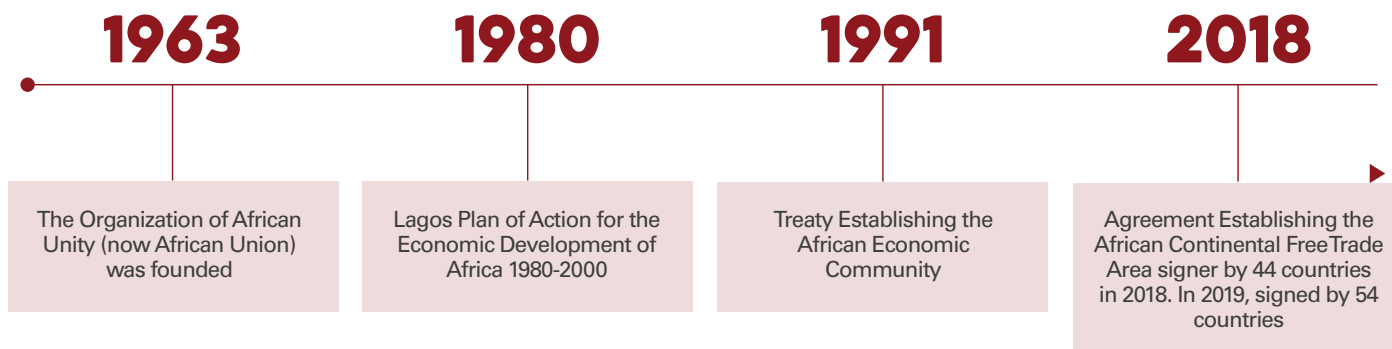 1963
1980
1991
2018
The Organization of African
Unity (now African Union)
was founded
Lagos Plan of Action for the
Economic Development of
Africa 1980-2000
Treaty Establishing the
African Economic
Community
Agreement Establishing the
African Continental FreeTrade
Area signer by 44 countries
in 2018. In 2019, signed by 54
countries